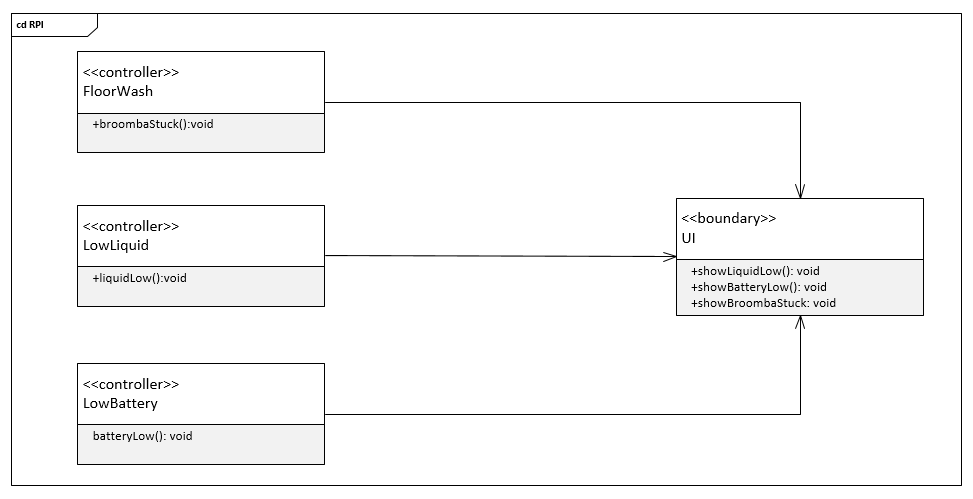 cd RPI
<<controller>>
FloorWash
+broombaStuck():void
<<controller>>
LowLiquid
+liquidLow():void
<<boundary>>
UI
+showLiquidLow(): void
+showBatteryLow(): void
+showBroombaStuck: void
<<controller>>
LowBattery
batteryLow(): void